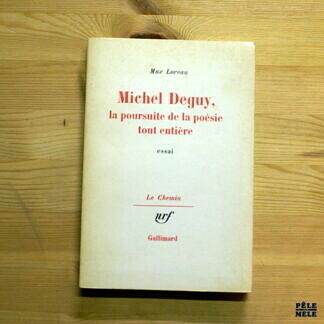 Max Loreau
Michel Deguy,
la poursuite de la poésie
tout entière
essai
Le Chemin
nrf
Gallimard
PÊLE
MÊLE